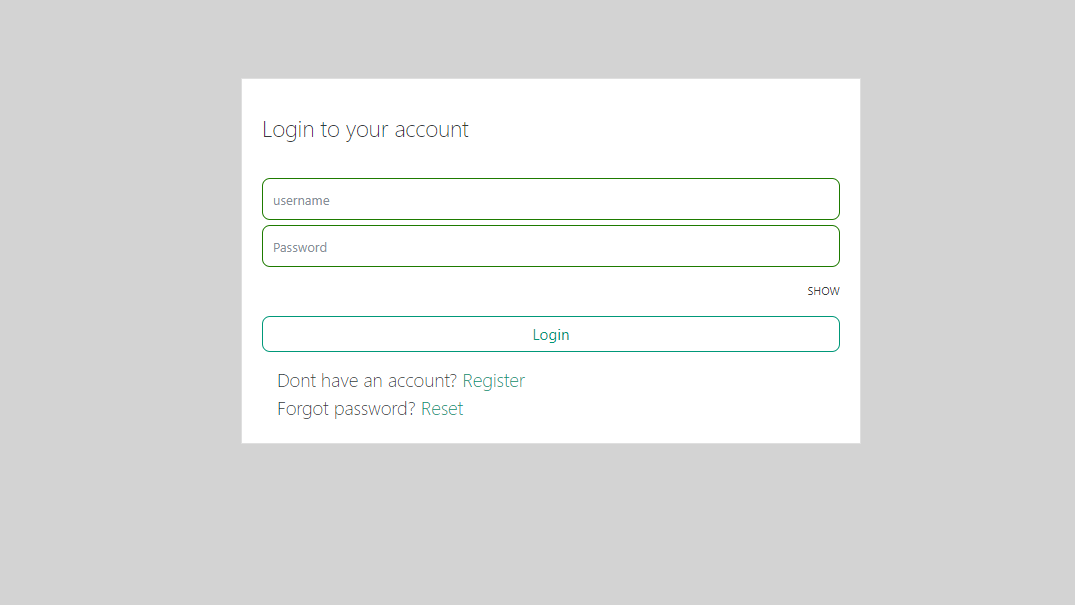 Login to your account
username
Password
SHOW
Login
Dont have an account? Register
Forgot password? Reset